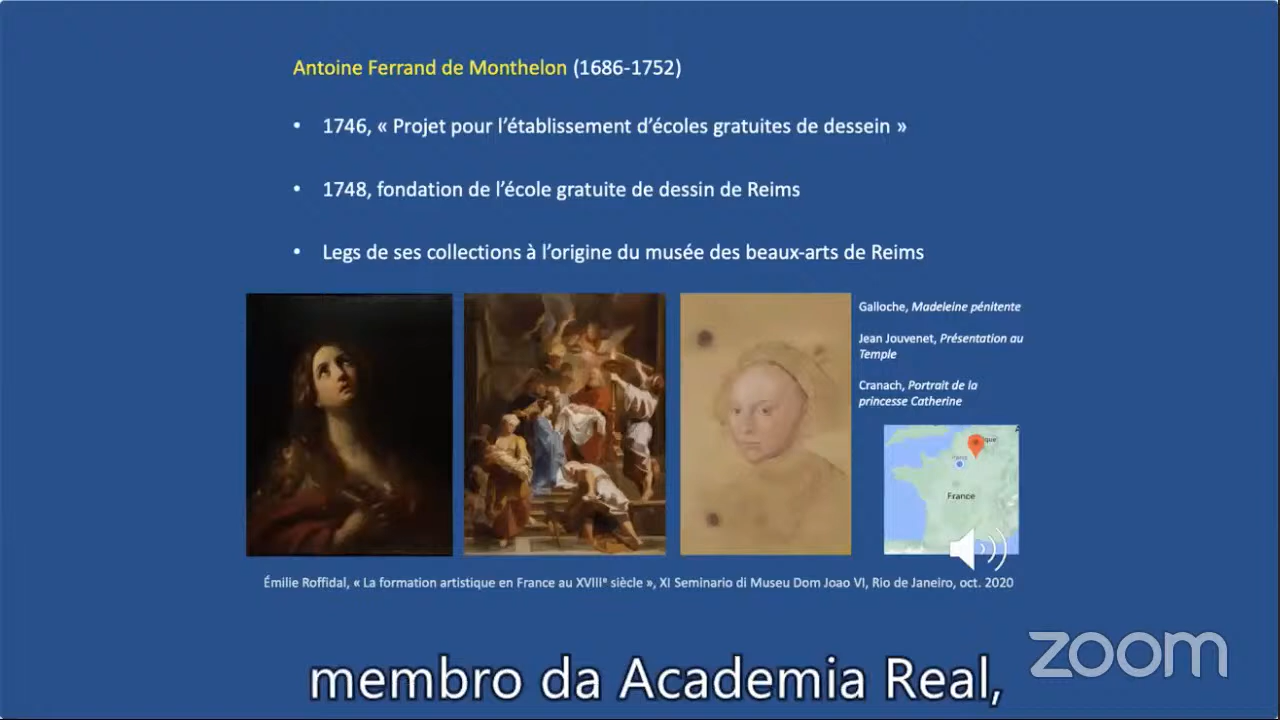 Antoine Ferrand de Monthelon (1686-1752)
• 1746, « Projet pour l’établissement d’écoles gratuites de dessein »
• 1748, fondation de l’école gratuite de dessin de Reims
• Legs de ses collections à l’origine du musée des beaux-arts de Reims
Galloche, Madeleine pénitente
Jean Jouvenet, Présentation au
Temple
Cranach, Portrait de la
princesse Catherine
France
Émilie Roffidal, « La formation artistique en France au XVIIIᵉ siècle », XI Seminario di Museu Dom Joao VI, Rio de Janeiro, oct. 2020
zoom
membro da Academia Real,